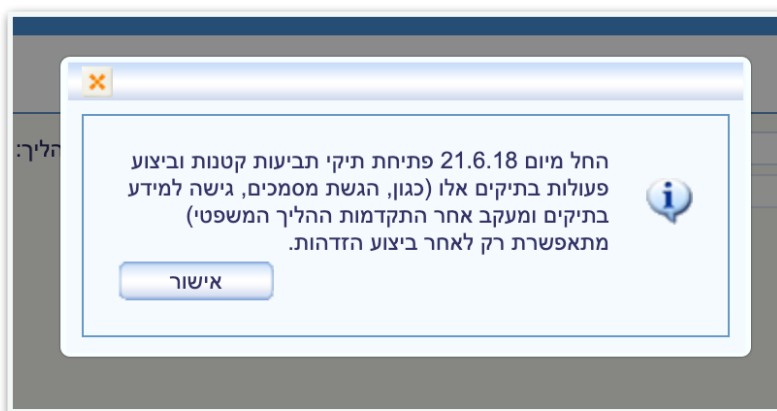 הליך:
החל מיום 21.6.18 פתיחת תיקי תביעות קטנות וביצוע
פעולות בתיקים אלו (כגון, הגשת מסמכים, גישה למידע
בתיקים ומעקב אחר התקדמות ההליך המשפטי)
מתאפשרת רק לאחר ביצוע הזדהות.
אישור